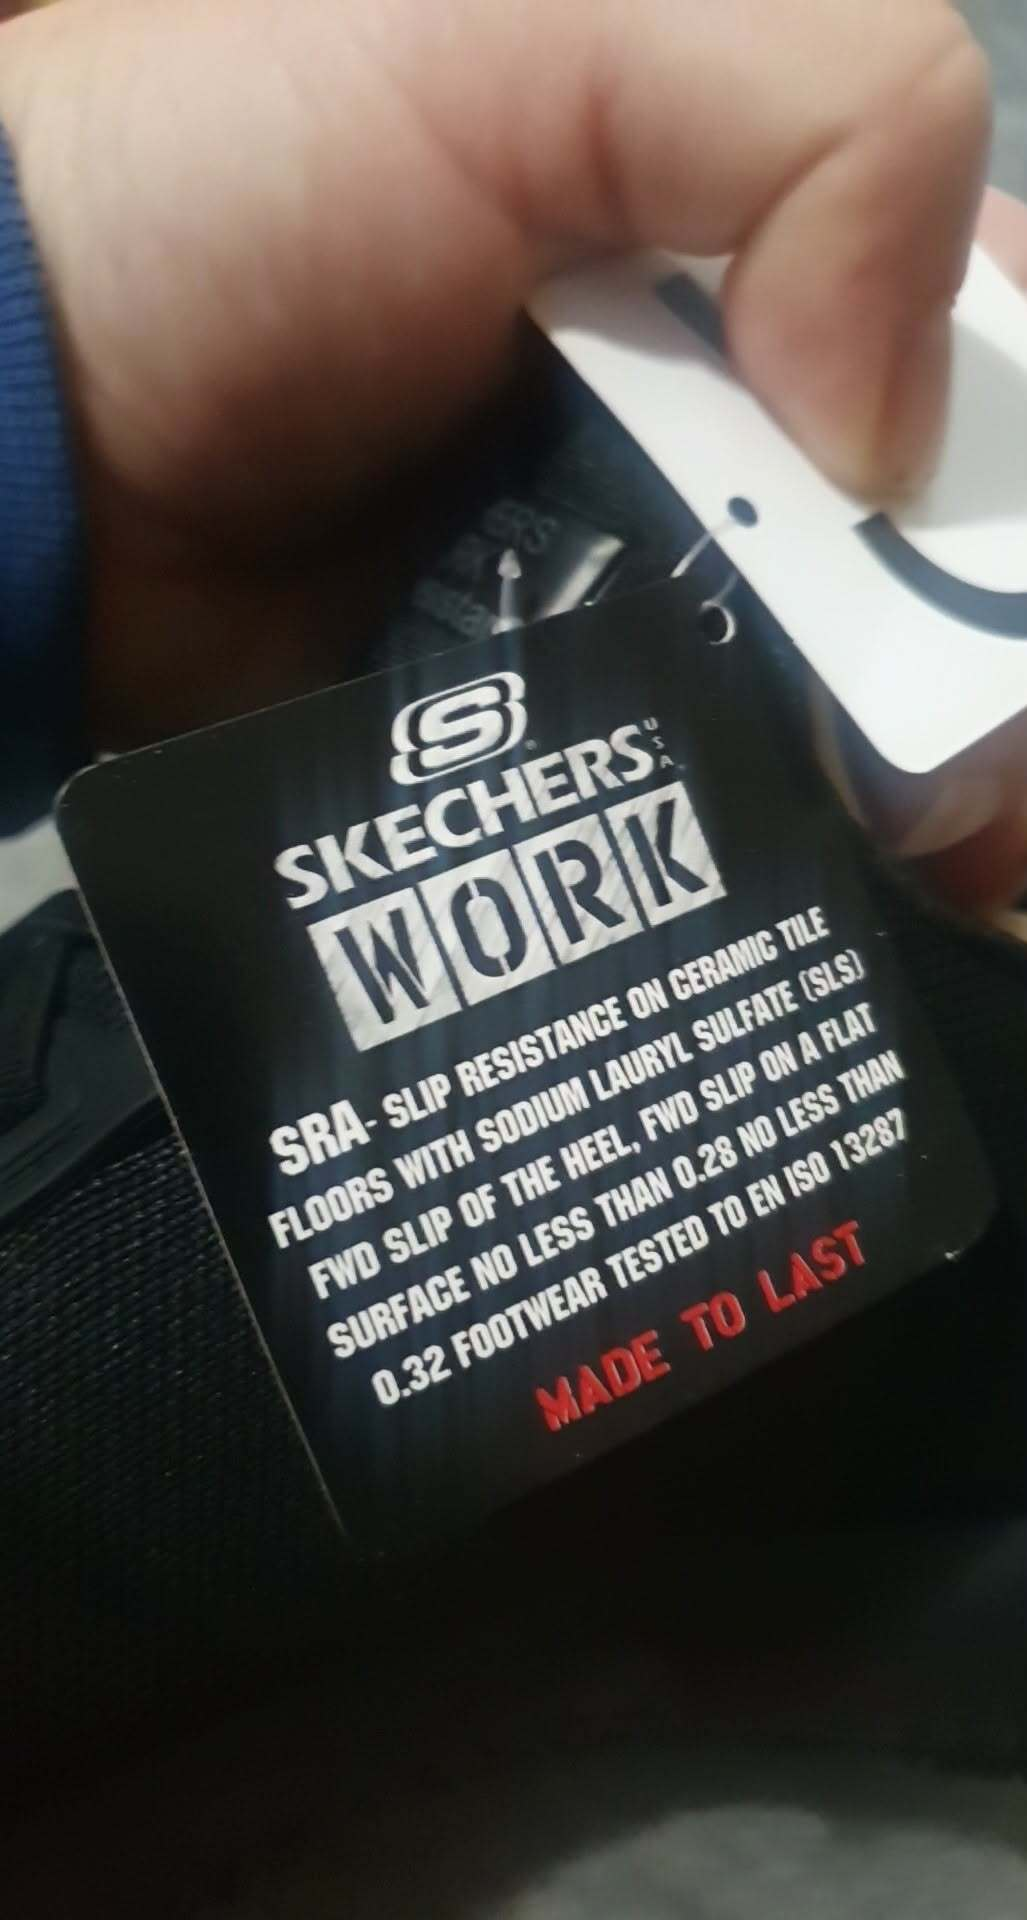 S
SKECHERS USA
WORK
SRA- SLIP RESISTANCE ON CERAMIC TILE
FLOORS WITH SODIUM LAURYL SULFATE (SLS)
FWD SLIP OF THE HEEL, FWD SLIP ON A FLAT
SURFACE NO LESS THAN 0.28 NO LESS THAN
0.32 FOOTWEAR TESTED TO EN ISO 13287
MADE TO LAST